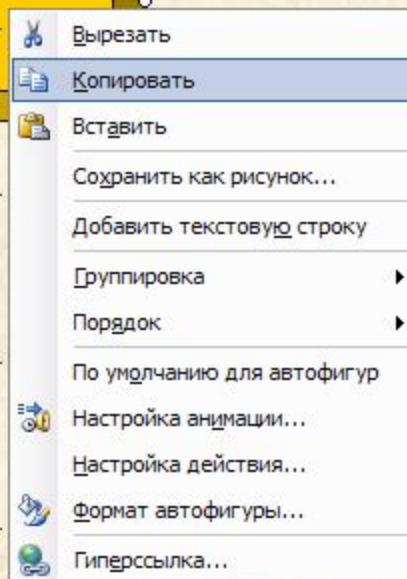 Вырезать
Копировать
Вставить
Сохранить как рисунок...
Добавить текстовую строку
Группировка
Порядок
По умолчанию для автофигур
Настройка анимации...
Настройка действия...
Формат автофигуры...
Гиперссылка...